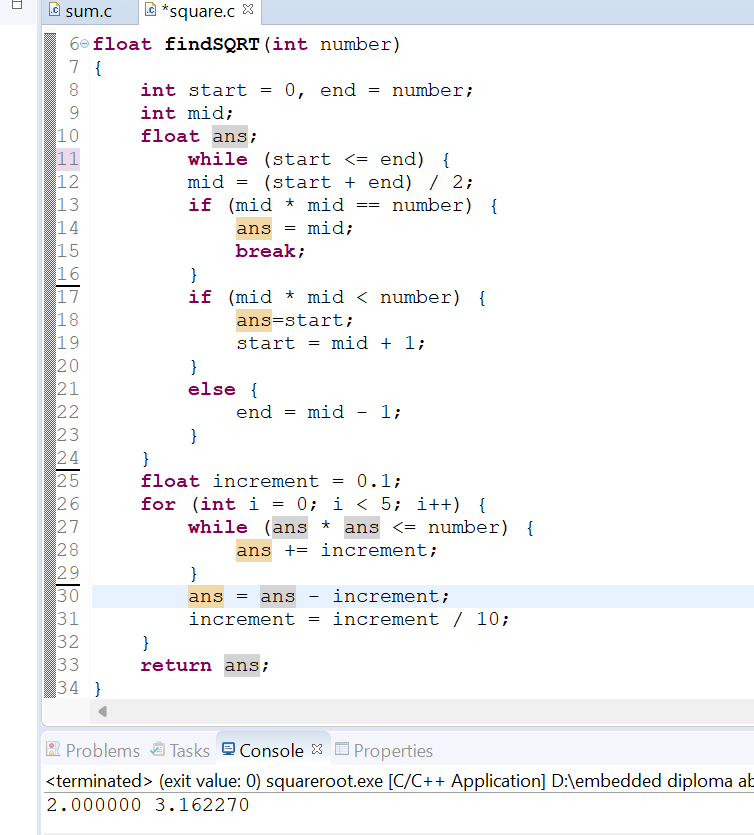 sum.c *square.c
6 float findSQRT(int number)
7 {
8 int start = 0, end = number;
9 int mid;
10 float ans;
11 while (start <= end) {
12 mid = (start + end) / 2;
13 if (mid * mid == number) {
14 ans = mid;
15 break;
16 }
17 if (mid * mid < number) {
18 ans=start;
19 start = mid + 1;
20 }
21 else {
22 end = mid - 1;
23 }
24 }
25 float increment = 0.1;
26 for (int i = 0; i < 5; i++) {
27 while (ans * ans <= number) {
28 ans += increment;
29 }
30 ans = ans - increment;
31 increment = increment / 10;
32 }
33 return ans;
34 }
Problems Tasks Console Properties
<terminated> (exit value: 0) squareroot.exe [C/C++ Application] D:\embedded diploma ab
2.000000 3.162270